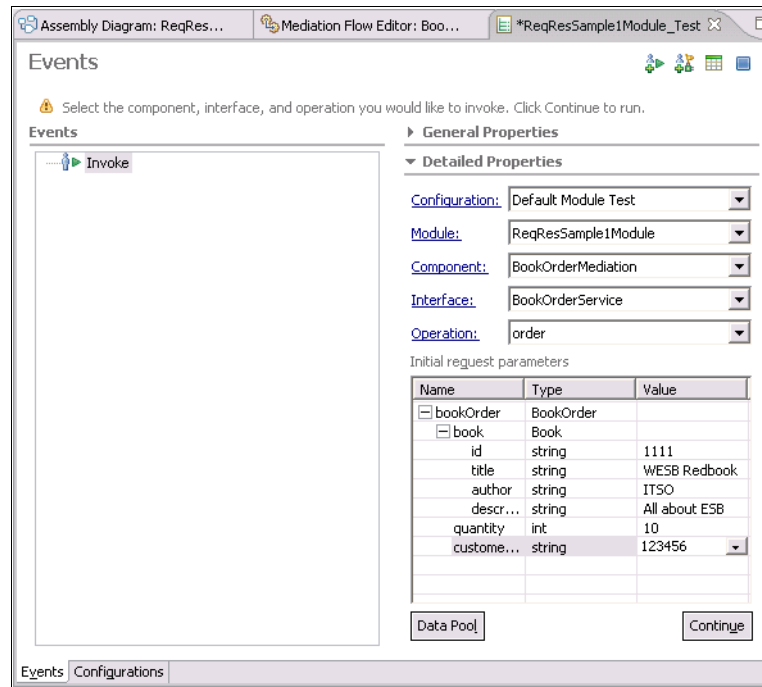 Assembly Diagram: ReqRes...
Mediation Flow Editor: Boo...
*ReqResSample1Module_Test
Events
Select the component, interface, and operation you would like to invoke. Click Continue to run.
Events
General Properties
Invoke
Detailed Properties
Configuration: Default Module Test
Module: ReqResSample1Module
Component: BookOrderMediation
Interface: BookOrderService
Operation: order
Initial request parameters
Name Type Value
bookOrder BookOrder
book Book
id string 1111
title string WESB Redbook
author string ITSO
descr... string All about ESB
quantity int 10
custome... string 123456
Data Pool Continue
Events Configurations